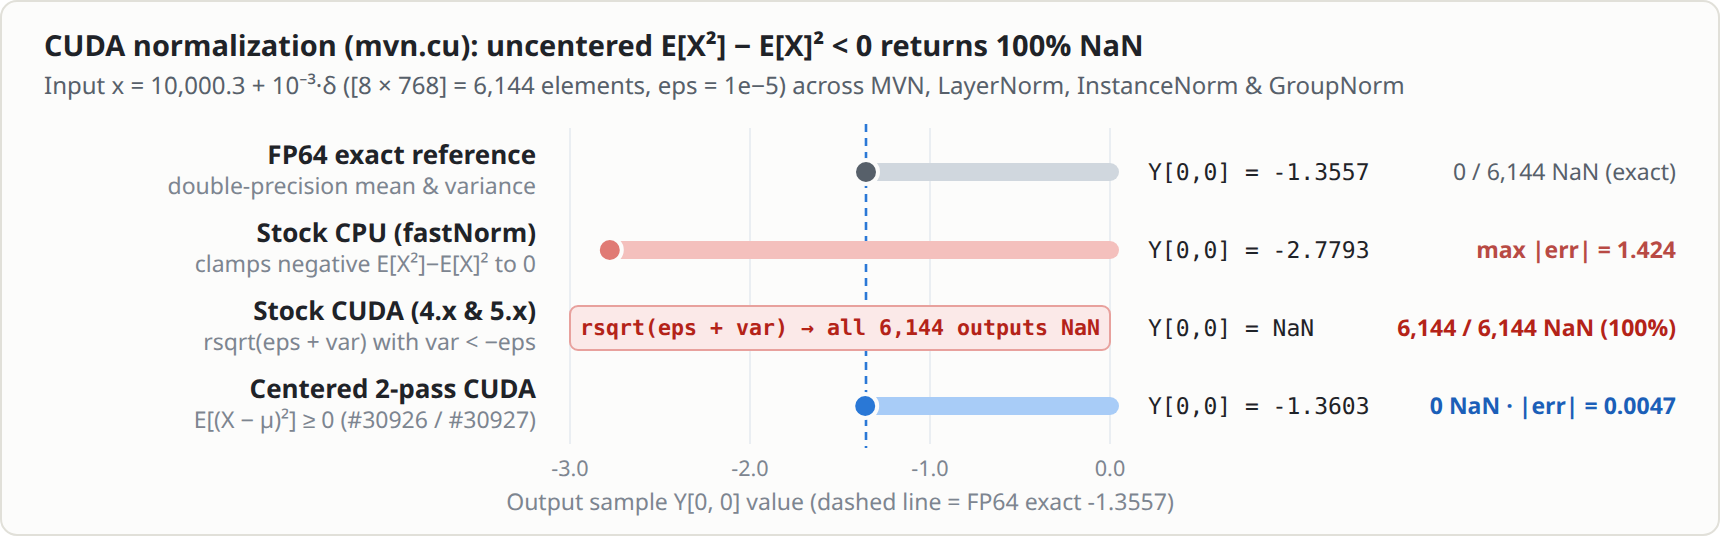 CUDA normalization (mvn.cu): uncentered E[X²] − E[X]² < 0 returns 100% NaN
Input x = 10,000.3 + 10⁻³·δ ([8 × 768] = 6,144 elements, eps = 1e−5) across MVN, LayerNorm, InstanceNorm & GroupNorm
FP64 exact reference
double-precision mean & variance
Y[0,0] = -1.3557
0 / 6,144 NaN (exact)
Stock CPU (fastNorm)
clamps negative E[X²]−E[X]² to 0
Y[0,0] = -2.7793
max |err| = 1.424
Stock CUDA (4.x & 5.x)
rsqrt(eps + var) with var < −eps
rsqrt(eps + var) → all 6,144 outputs NaN
Y[0,0] = NaN
6,144 / 6,144 NaN (100%)
Centered 2-pass CUDA
E[(X − μ)²] ≥ 0 (#30926 / #30927)
Y[0,0] = -1.3603
0 NaN · |err| = 0.0047
-3.0 -2.0 -1.0 0.0
Output sample Y[0, 0] value (dashed line = FP64 exact -1.3557)